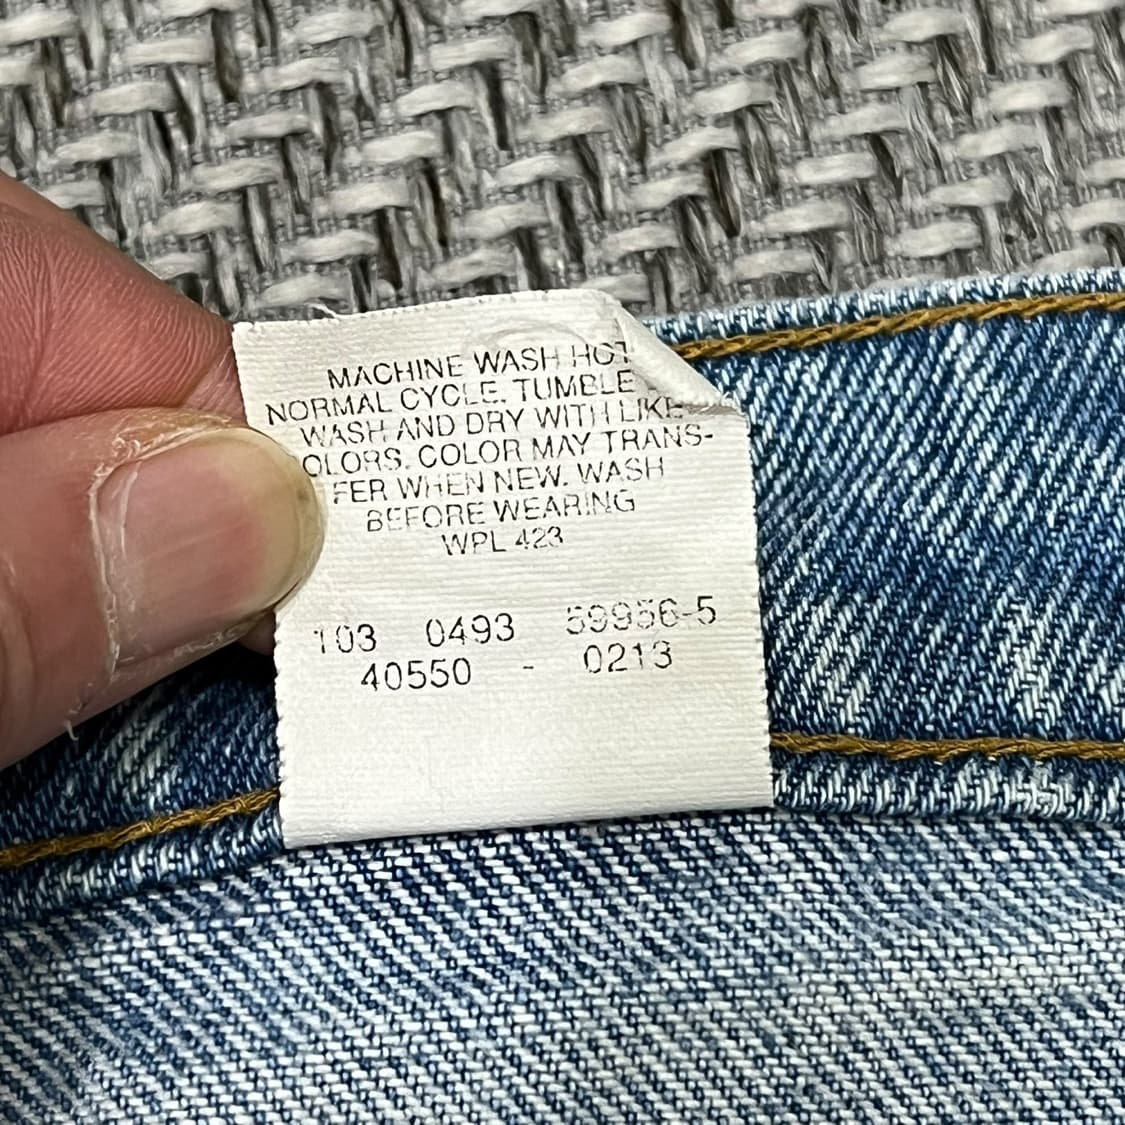 MACHINE WASH HOT
NORMAL CYCLE. TUMBLE
WASH AND DRY WITH LIKE
OLORS. COLOR MAY TRANS-
FER WHEN NEW. WASH
BEFORE WEARING
WPL 423
103 0493 59956-5
40550 - 0213